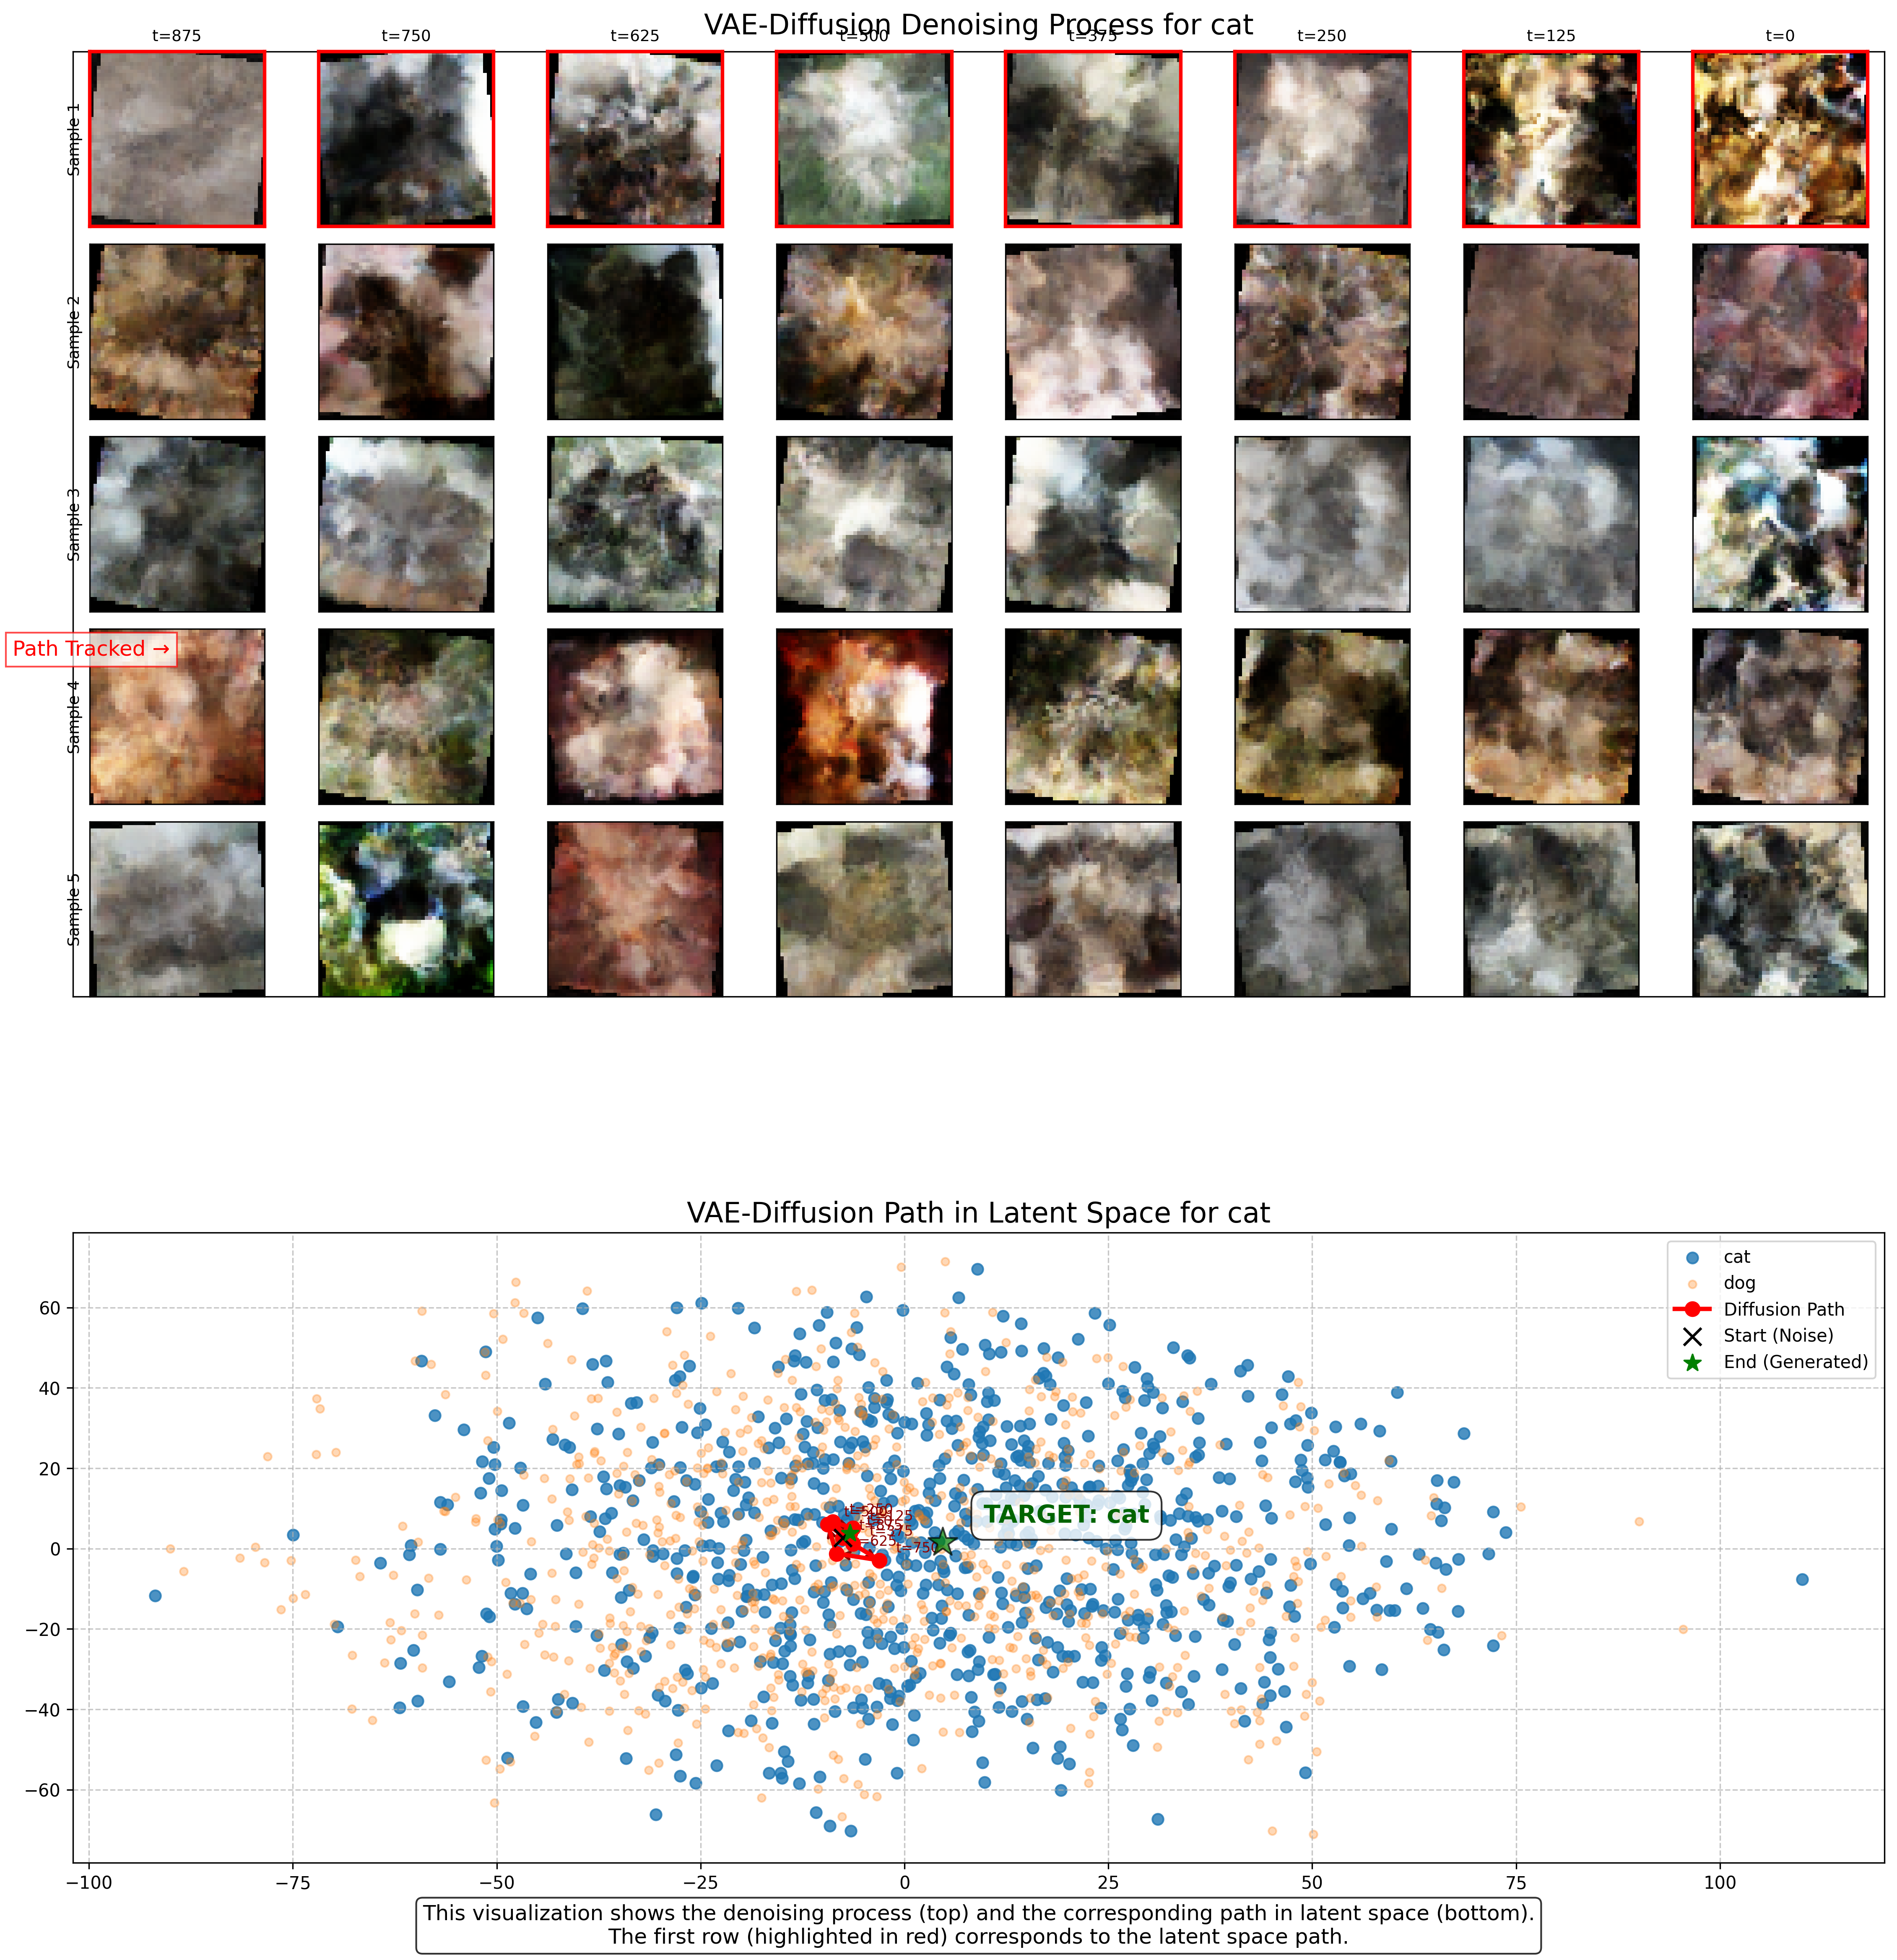 VAE-Diffusion Denoising Process for cat
t=875 t=750 t=625 t=500 t=375 t=250 t=125 t=0
Sample 1
Sample 2
Sample 3
Path Tracked →
Sample 4
Sample 5
VAE-Diffusion Path in Latent Space for cat
cat
dog
Diffusion Path
Start (Noise)
End (Generated)
60
40
20
0
−20
−40
−60
t=750
TARGET: cat
−100 −75 −50 −25 0 25 50 75 100
This visualization shows the denoising process (top) and the corresponding path in latent space (bottom).
The first row (highlighted in red) corresponds to the latent space path.